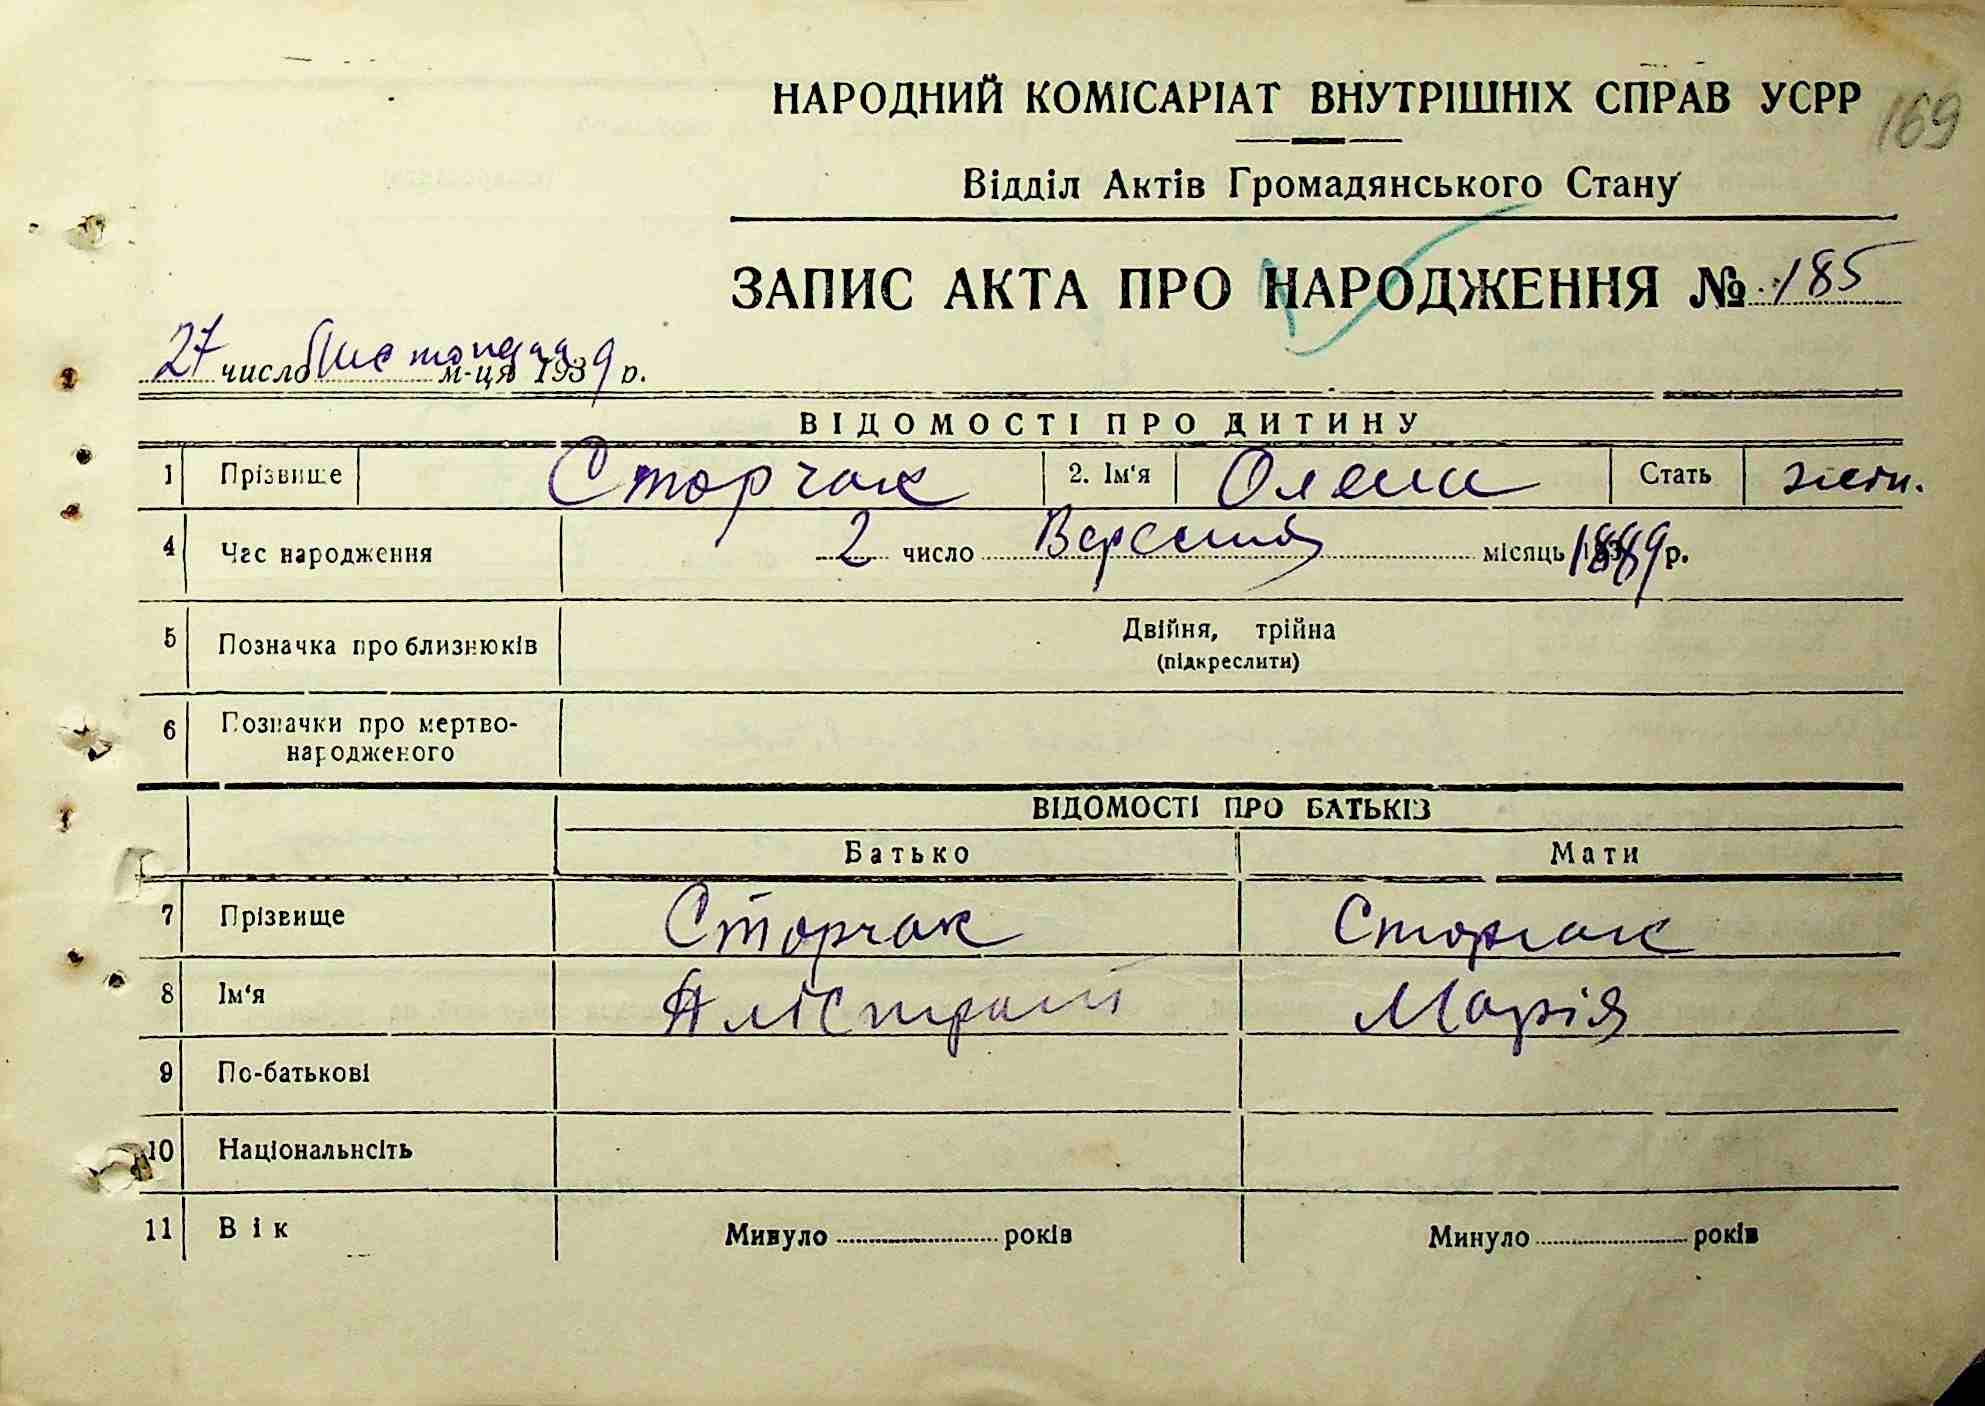 НАРОДНИЙ КОМІСАРІАТ ВНУТРІШНІХ СПРАВ УСРР
169
Відділ Актів Громадянського Стану
ЗАПИС АКТА ПРО НАРОДЖЕННЯ № 185
27 число Листопада м-ця 1939 р.
ВІДОМОСТІ ПРО ДИТИНУ
1 Прізвище Сторчак 2. Ім'я Олена Стать жін.
4 Час народження 2 число Вересня місяць 1889 р.
5 Позначка про близнюків Двійня, трійна
(підкреслити)
6 Позначки про мертво-
народженого
ВІДОМОСТІ ПРО БАТЬКІВ
Батько Мати
7 Прізвище Сторчак Сторчак
8 Ім'я Марія
9 По-батькові
10 Національнсіть
11 Вік Минуло років Минуло років